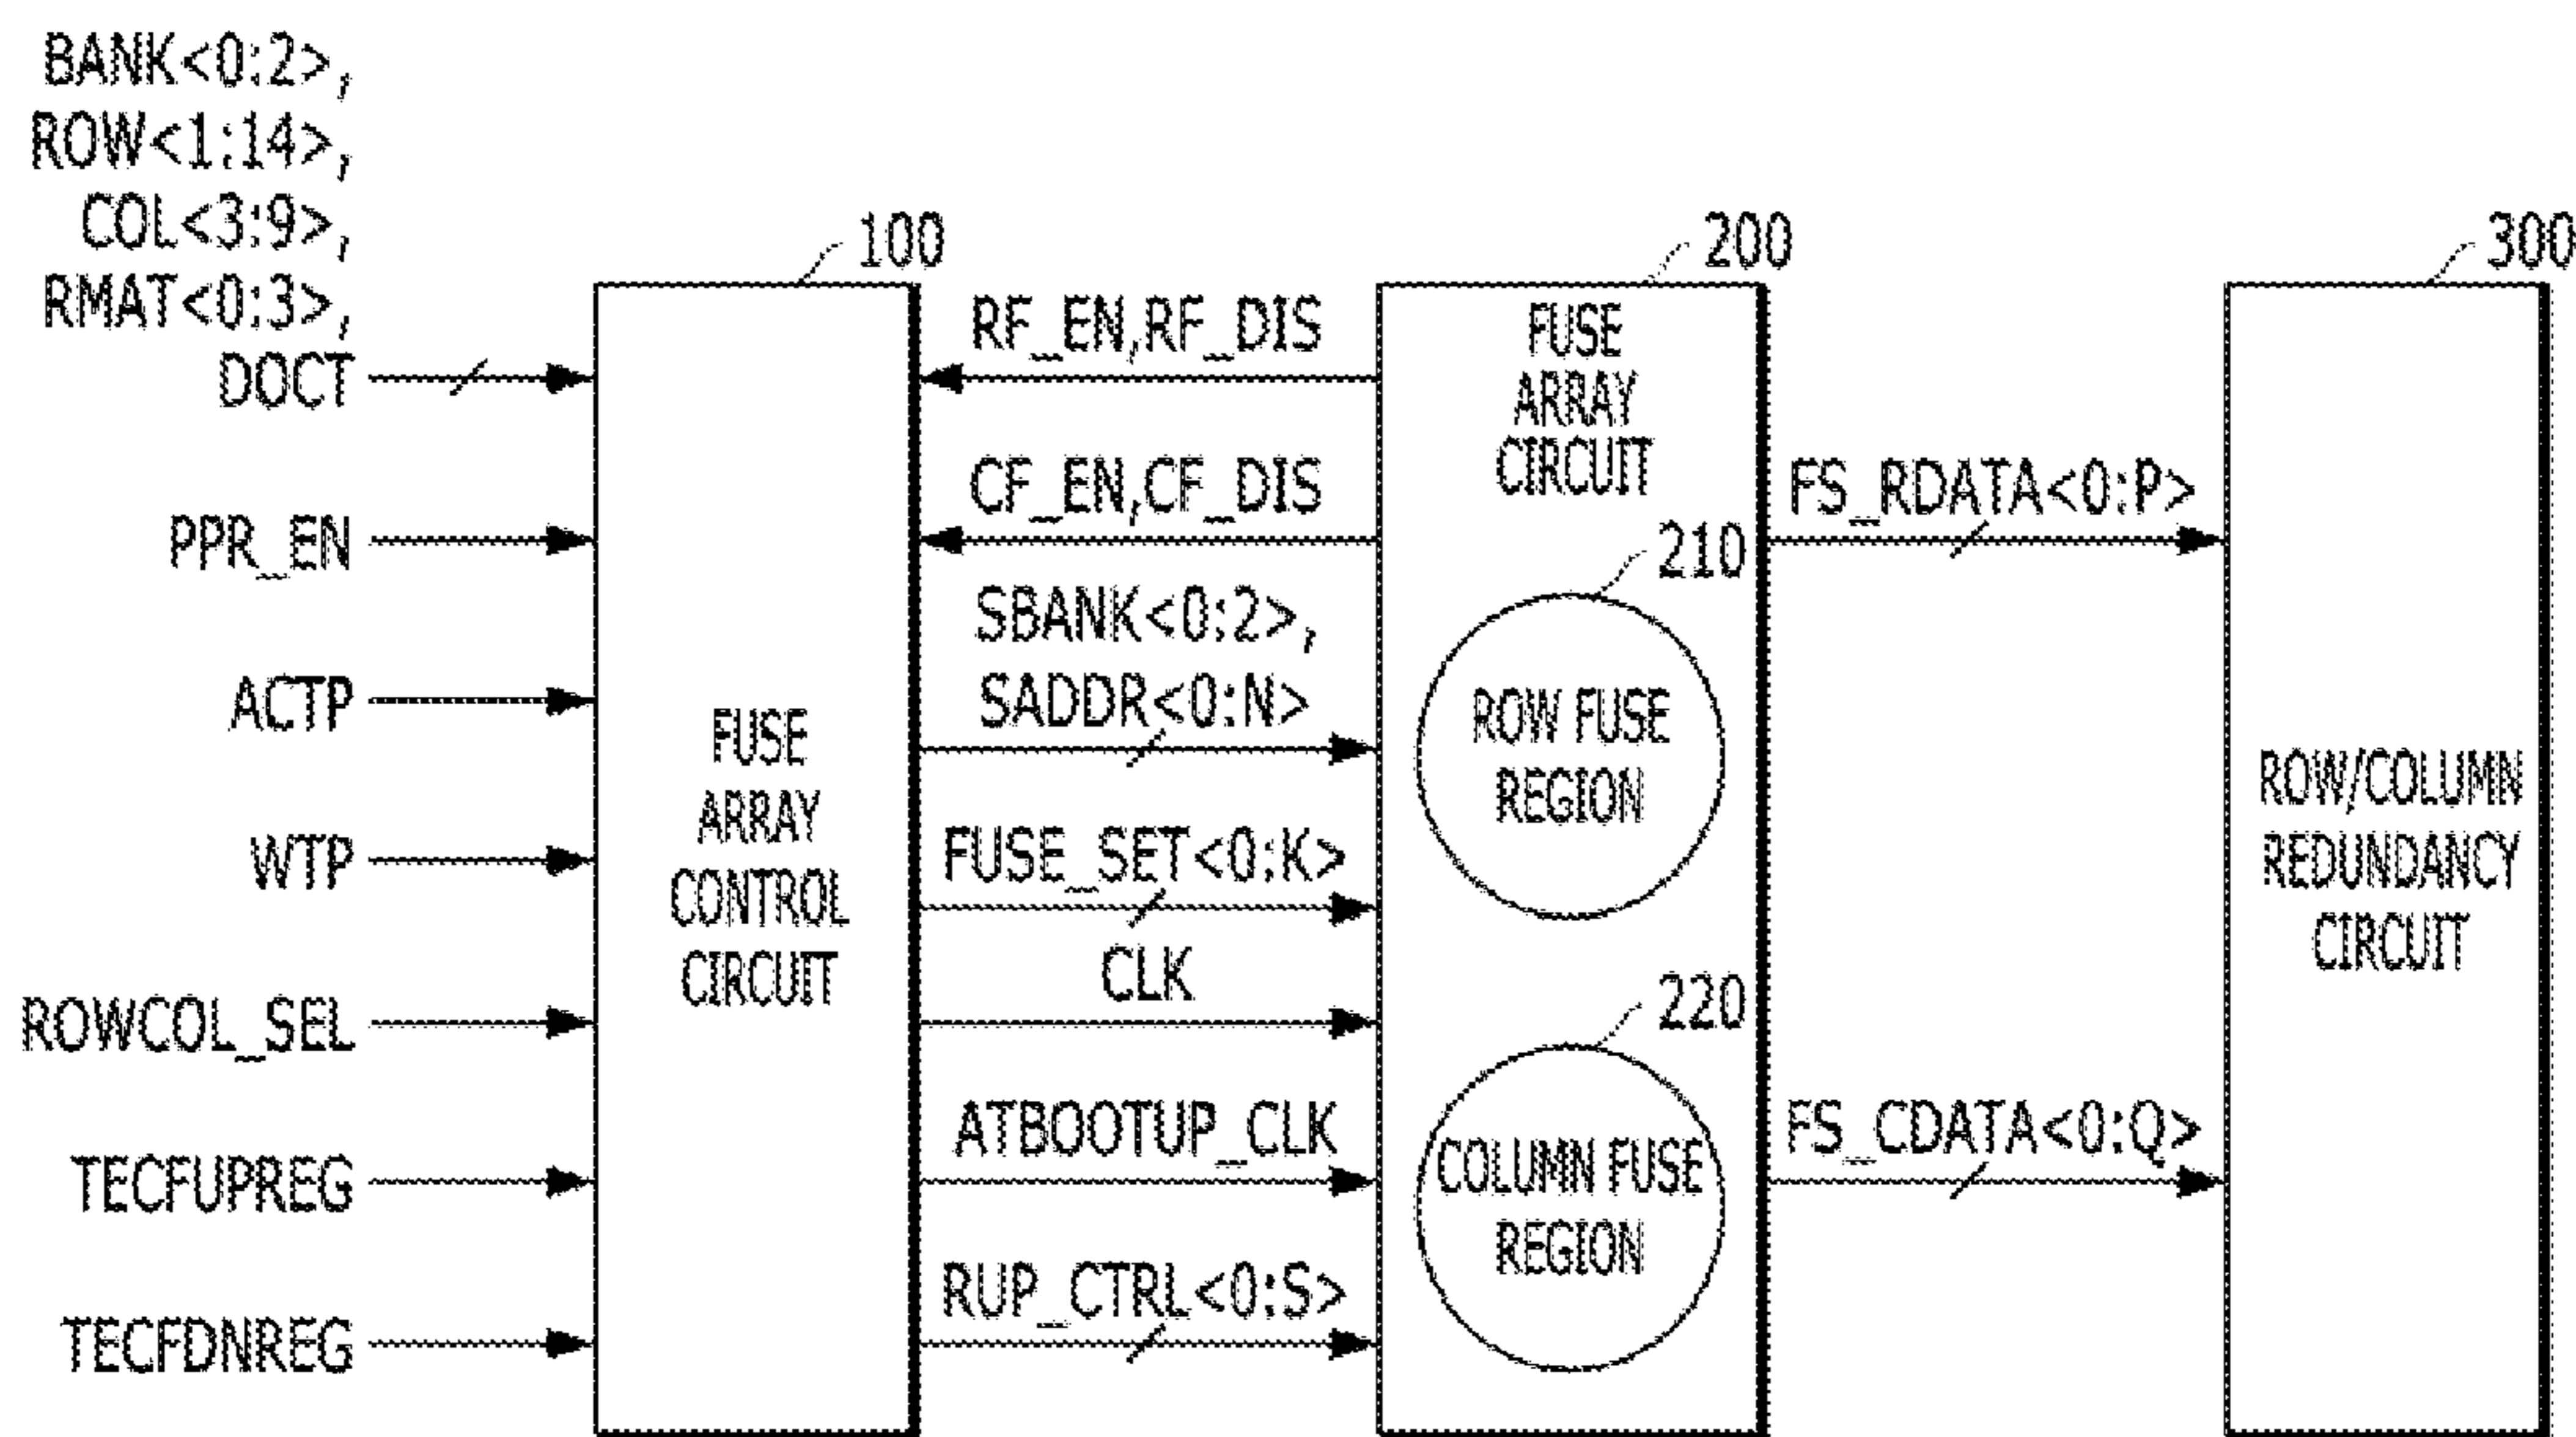 BANK<0:2>,
ROW<1:14>,
COL<3:9>,
RMAT<0:3>,
DOCT
PPR_EN
ACTP
WTP
ROWCOL_SEL
TECFUPREG
TECFDNREG
100
FUSE
ARRAY
CONTROL
CIRCUIT
RF_EN,RF_DIS
CF_EN,CF_DIS
SBANK<0:2>,
SADDR<0:N>
FUSE_SET<0:K>
CLK
ATBOOTUP_CLK
RUP_CTRL<0:S>
200
FUSE
ARRAY
CIRCUIT
210
ROW FUSE
REGION
220
COLUMN FUSE
REGION
FS_RDATA<0:P>
FS_CDATA<0:Q>
300
ROW/COLUMN
REDUNDANCY
CIRCUIT